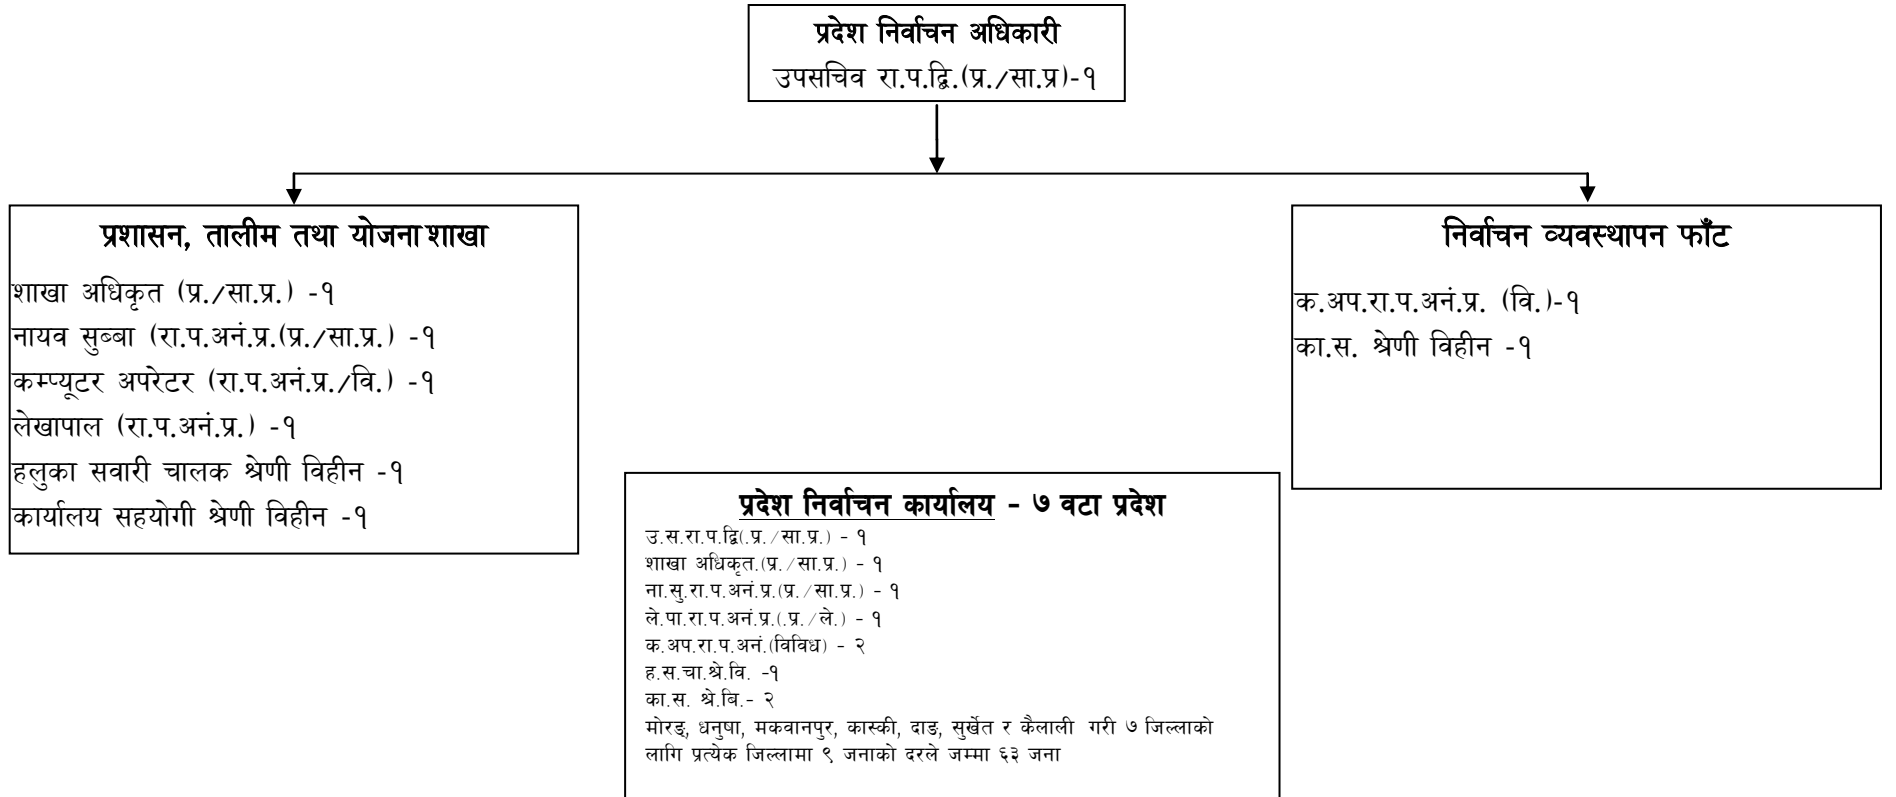 प्रदेश निर्वाचन अधिकारी
उपसचिव रा.प.द्वि.(प्र./सा.प्र)-१
प्रशासन, तालीम तथा योजना शाखा
शाखा अधिकृत (प्र./सा.प्र.) -१
नायव सुब्बा (रा.प.अनं.प्र.(प्र./सा.प्र.) -१
कम्प्यूटर अपरेटर (रा.प.अनं.प्र./वि.) -१
लेखापाल (रा.प.अनं.प्र.) -१
हलुका सवारी चालक श्रेणी विहीन -१
कार्यालय सहयोगी श्रेणी विहीन -१
निर्वाचन व्यवस्थापन फाँट
क.अप.रा.प.अनं.प्र. (वि.)-१
का.स. श्रेणी विहीन -१
प्रदेश निर्वाचन कार्यालय - ७ वटा प्रदेश
उ.स.रा.प.द्वि(.प्र./सा.प्र.) - १
शाखा अधिकृत.(प्र./सा.प्र.) - १
ना.सु.रा.प.अनं.प्र.(प्र./सा.प्र.) - १
ले.पा.रा.प.अनं.प्र.(.प्र./ले.) - १
क.अप.रा.प.अनं.(विविध) - २
ह.स.चा.श्रे.वि. -१
का.स. श्रे.बि.- २
मोरङ, धनुषा, मकवानपुर, कास्की, दाङ, सुर्खेत र कैलाली गरी ७ जिल्लाको
लागि प्रत्येक जिल्लामा ९ जनाको दरले जम्मा ६३ जना